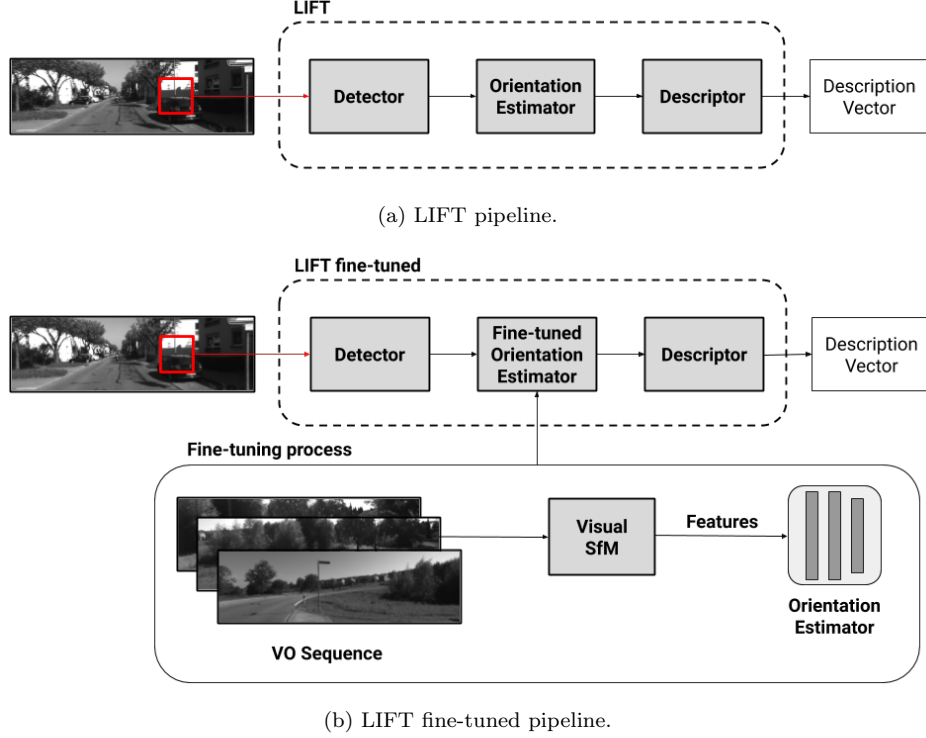 LIFT
Detector
Orientation
Estimator
Descriptor
Description
Vector
(a) LIFT pipeline.
LIFT fine-tuned
Detector
Fine-tuned
Orientation
Estimator
Descriptor
Description
Vector
Fine-tuning process
Visual
SfM
Features
Orientation
Estimator
VO Sequence
(b) LIFT fine-tuned pipeline.